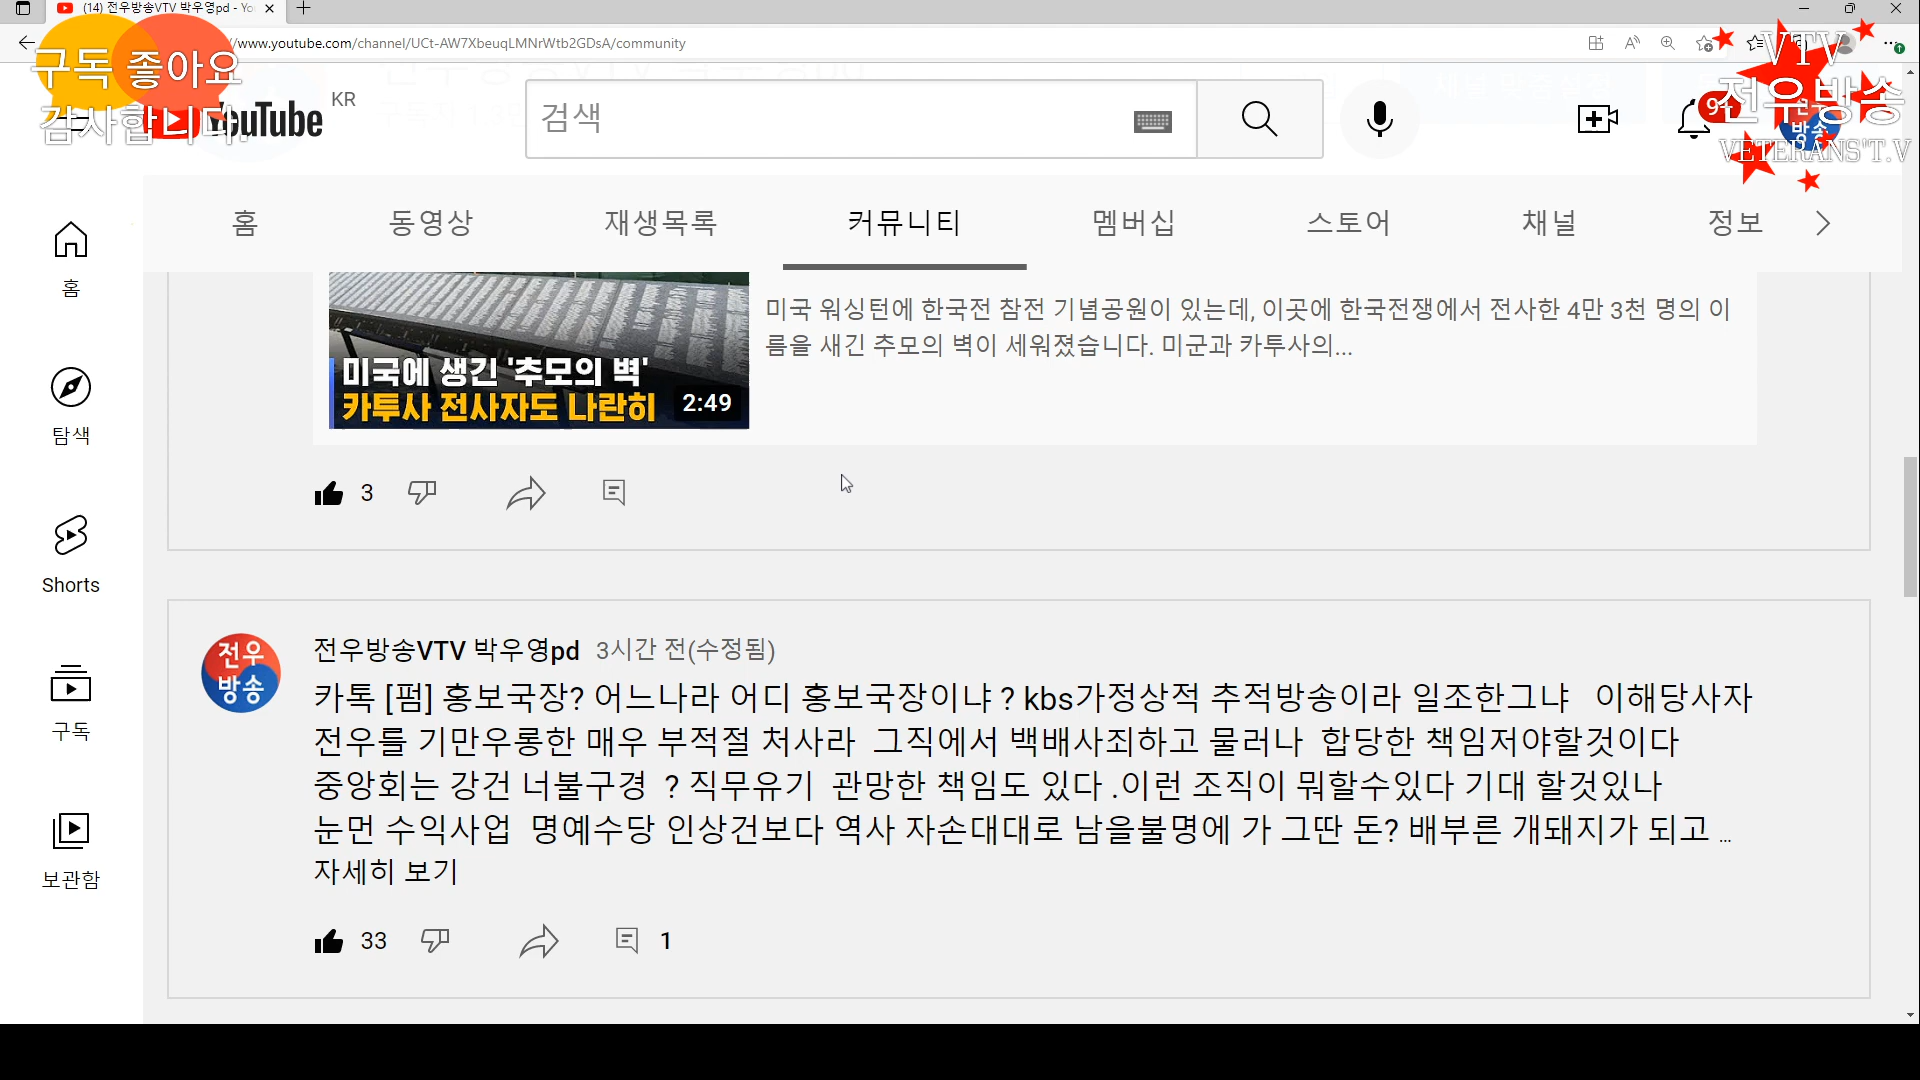 (14) 전우방송VTV 박우영pd - Yo
/www.youtube.com/channel/UCt-AW7XbeuqLMNrWtb2GDsA/community
구독 좋아요
감사합니다.
YouTube KR
검색
9+
VTV
전우방송
VETERANS'T.V
홈 동영상 재생목록 커뮤니티 멤버십 스토어 채널 정보
홈
탐색
Shorts
구독
보관함
미국에 생긴 '추모의 벽'
카투사 전사자도 나란히 2:49
미국 워싱턴에 한국전 참전 기념공원이 있는데, 이곳에 한국전쟁에서 전사한 4만 3천 명의 이
름을 새긴 추모의 벽이 세워졌습니다. 미군과 카투사의...
3
전우
방송
전우방송VTV 박우영pd 3시간 전(수정됨)
카톡 [펌] 홍보국장? 어느나라 어디 홍보국장이냐 ? kbs가정상적 추적방송이라 일조한그냐 이해당사자
전우를 기만우롱한 매우 부적절 처사라 그직에서 백배사죄하고 물러나 합당한 책임저야할것이다
중앙회는 강건 너불구경 ? 직무유기 관망한 책임도 있다 .이런 조직이 뭐할수있다 기대 할것있나
눈먼 수익사업 명예수당 인상건보다 역사 자손대대로 남을불명에 가 그딴 돈? 배부른 개돼지가 되고 ...
자세히 보기
33 1